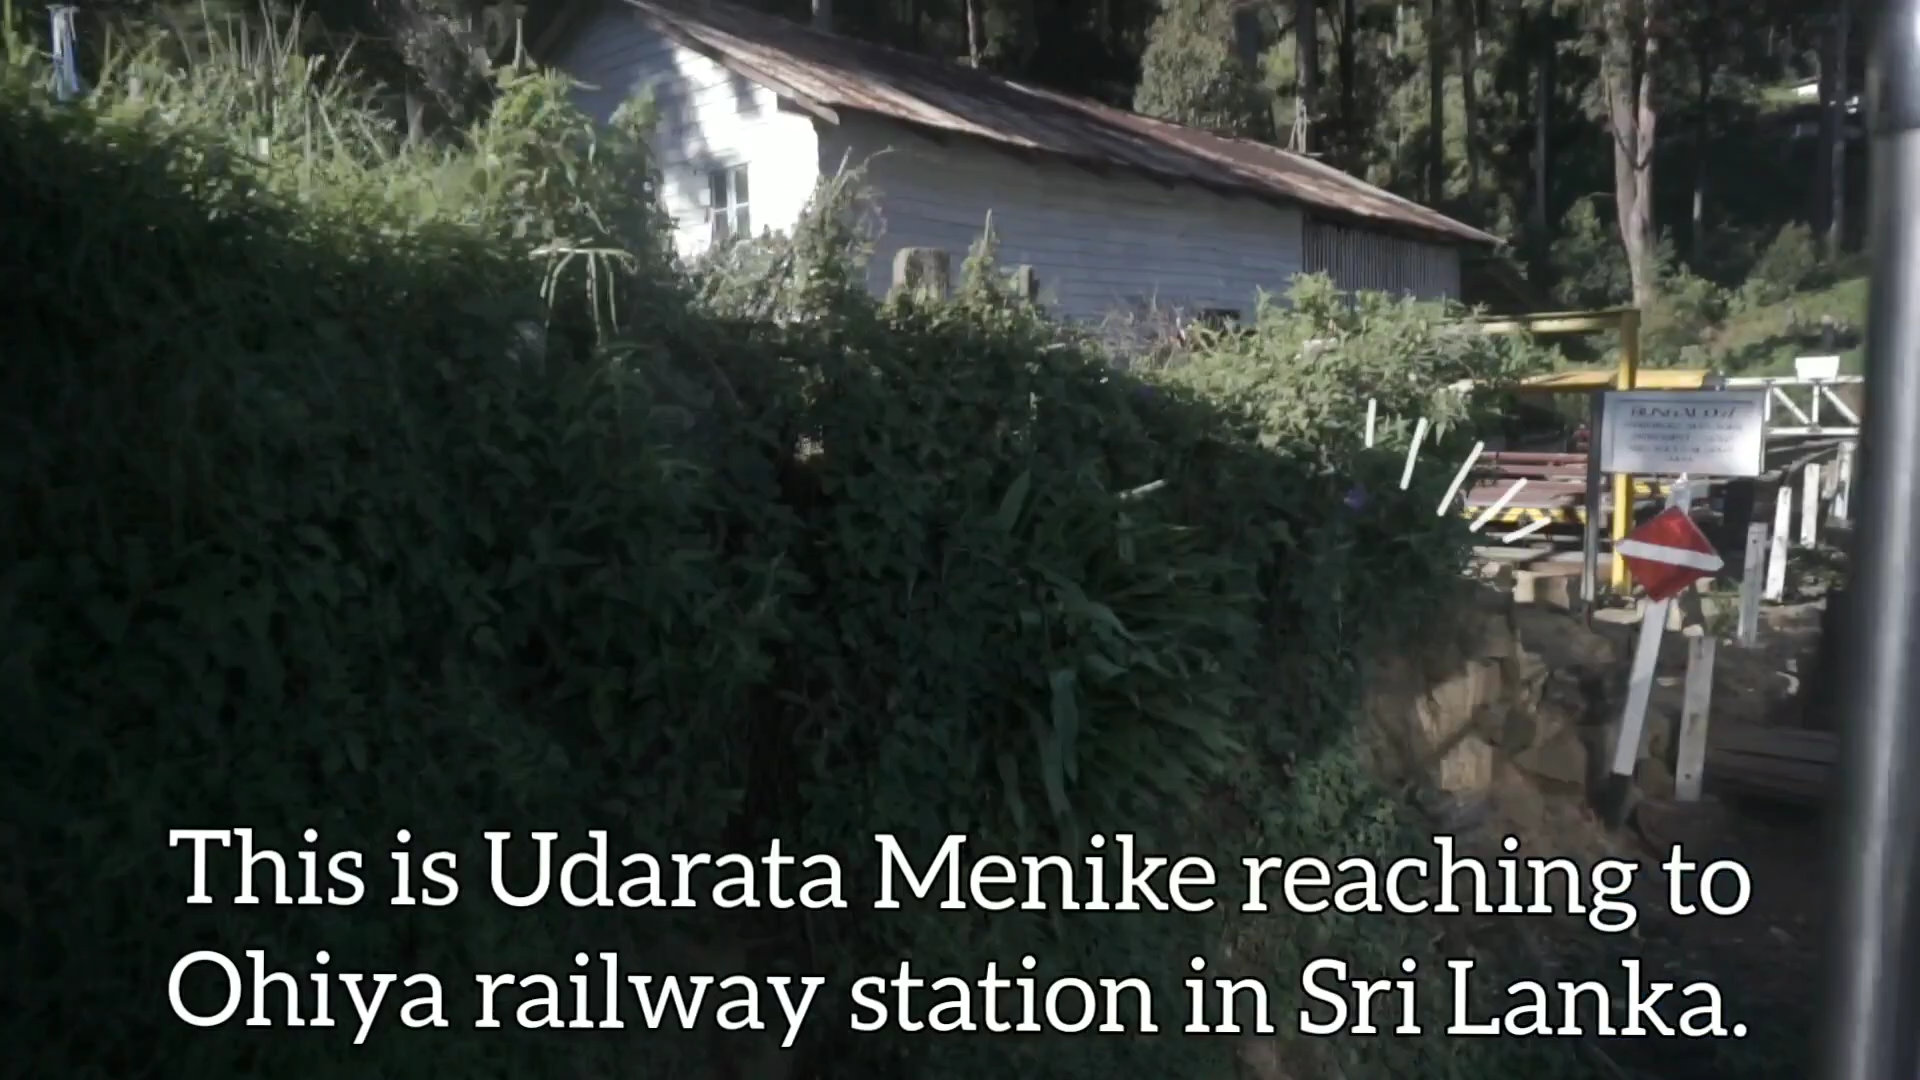 This is Udarata Menike reaching to
Ohiya railway station in Sri Lanka.